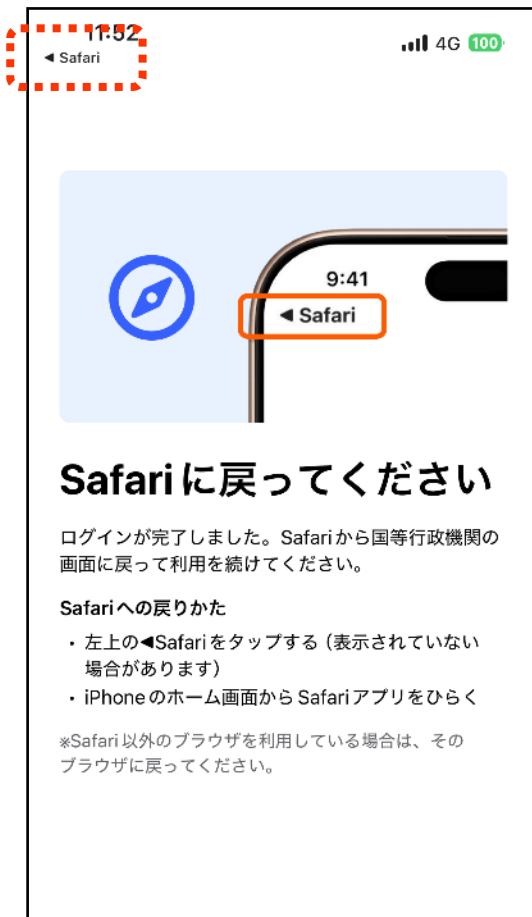 11:52
4G 100
◀ Safari
9:41
◀ Safari
Safariに戻ってください
ログインが完了しました。Safariから国等行政機関の
画面に戻って利用を続けてください。
Safariへの戻りかた
・左上の◀Safariをタップする（表示されていない
場合があります）
・iPhoneのホーム画面からSafariアプリをひらく
※Safari以外のブラウザを利用している場合は、その
ブラウザに戻ってください。